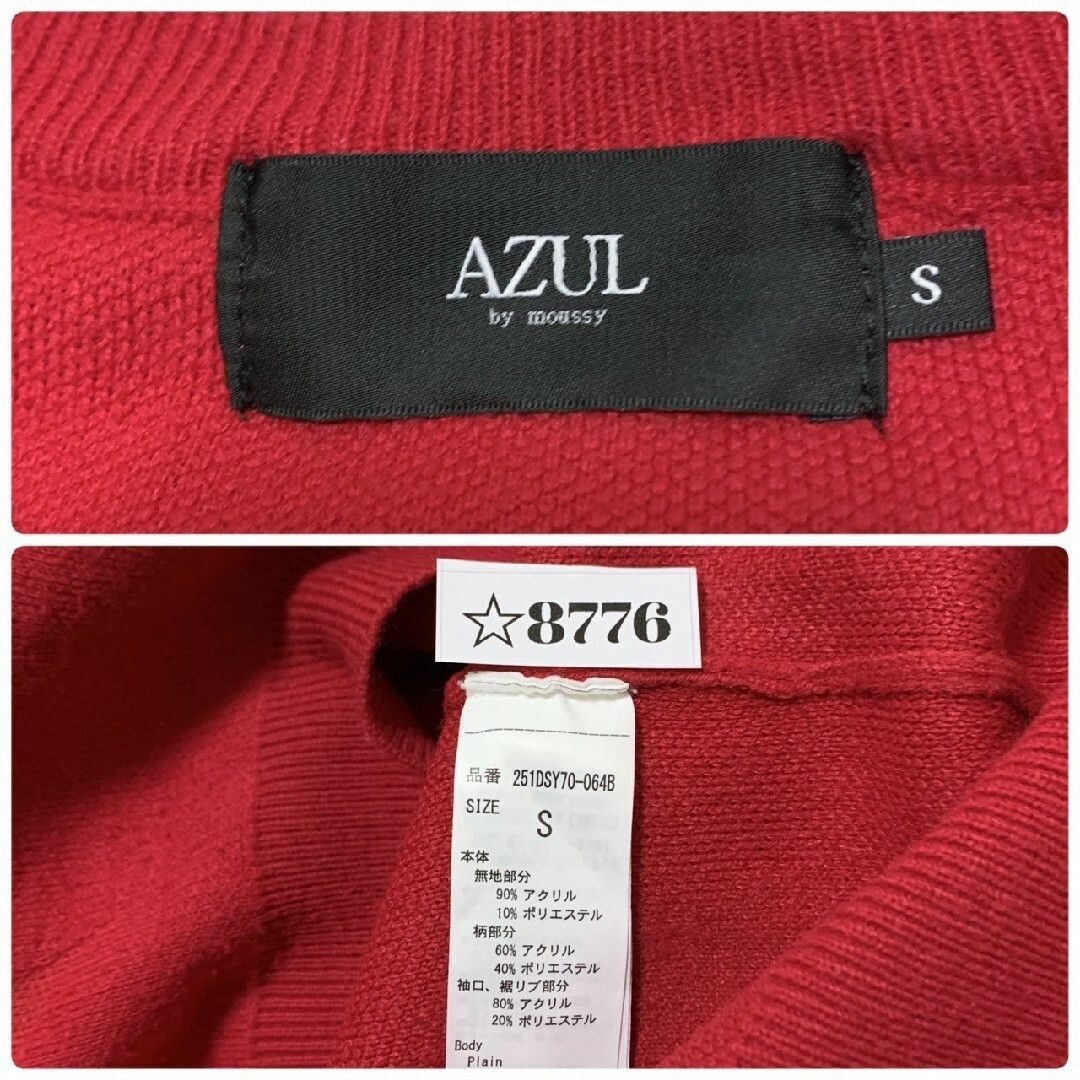 AZUL
by moussy
S
☆8776
品番 251DSY70-064B
SIZE
S
本体
無地部分
90% アクリル
10% ポリエステル
柄部分
60% アクリル
40% ポリエステル
袖口、裾リブ部分
80% アクリル
20% ポリエステル
Body
Plain